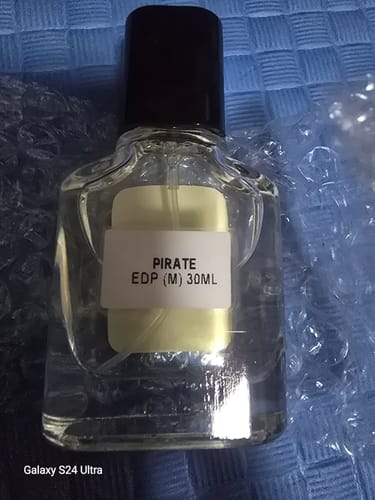 PIRATE
EDP (M) 30ML
Galaxy S24 Ultra